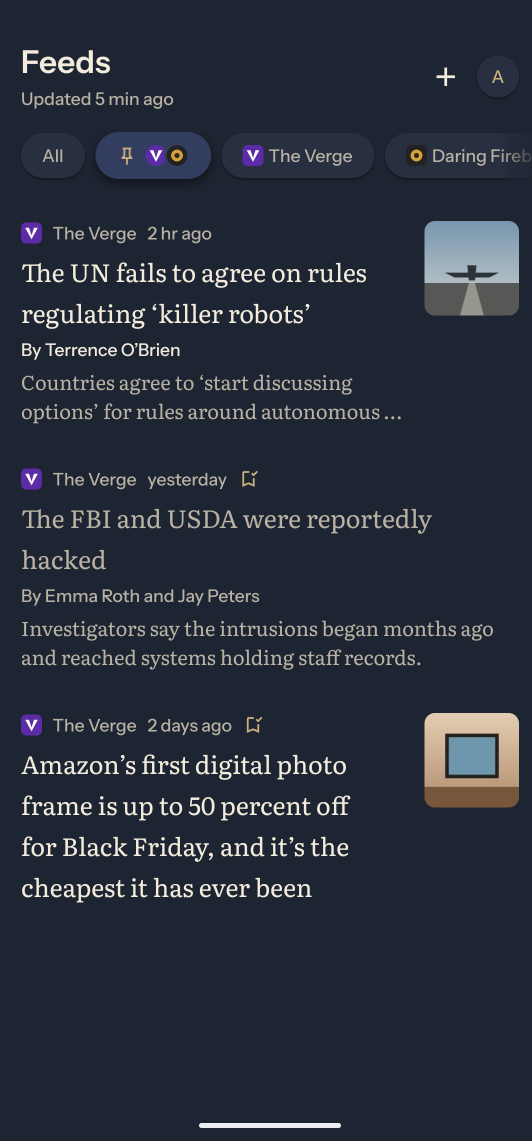 Feeds
Updated 5 min ago
A
All
The Verge
Daring Fireb
The Verge 2 hr ago
The UN fails to agree on rules
regulating ‘killer robots’
By Terrence O’Brien
Countries agree to ‘start discussing
options’ for rules around autonomous ...
The Verge yesterday
The FBI and USDA were reportedly
hacked
By Emma Roth and Jay Peters
Investigators say the intrusions began months ago
and reached systems holding staff records.
The Verge 2 days ago
Amazon’s first digital photo
frame is up to 50 percent off
for Black Friday, and it’s the
cheapest it has ever been